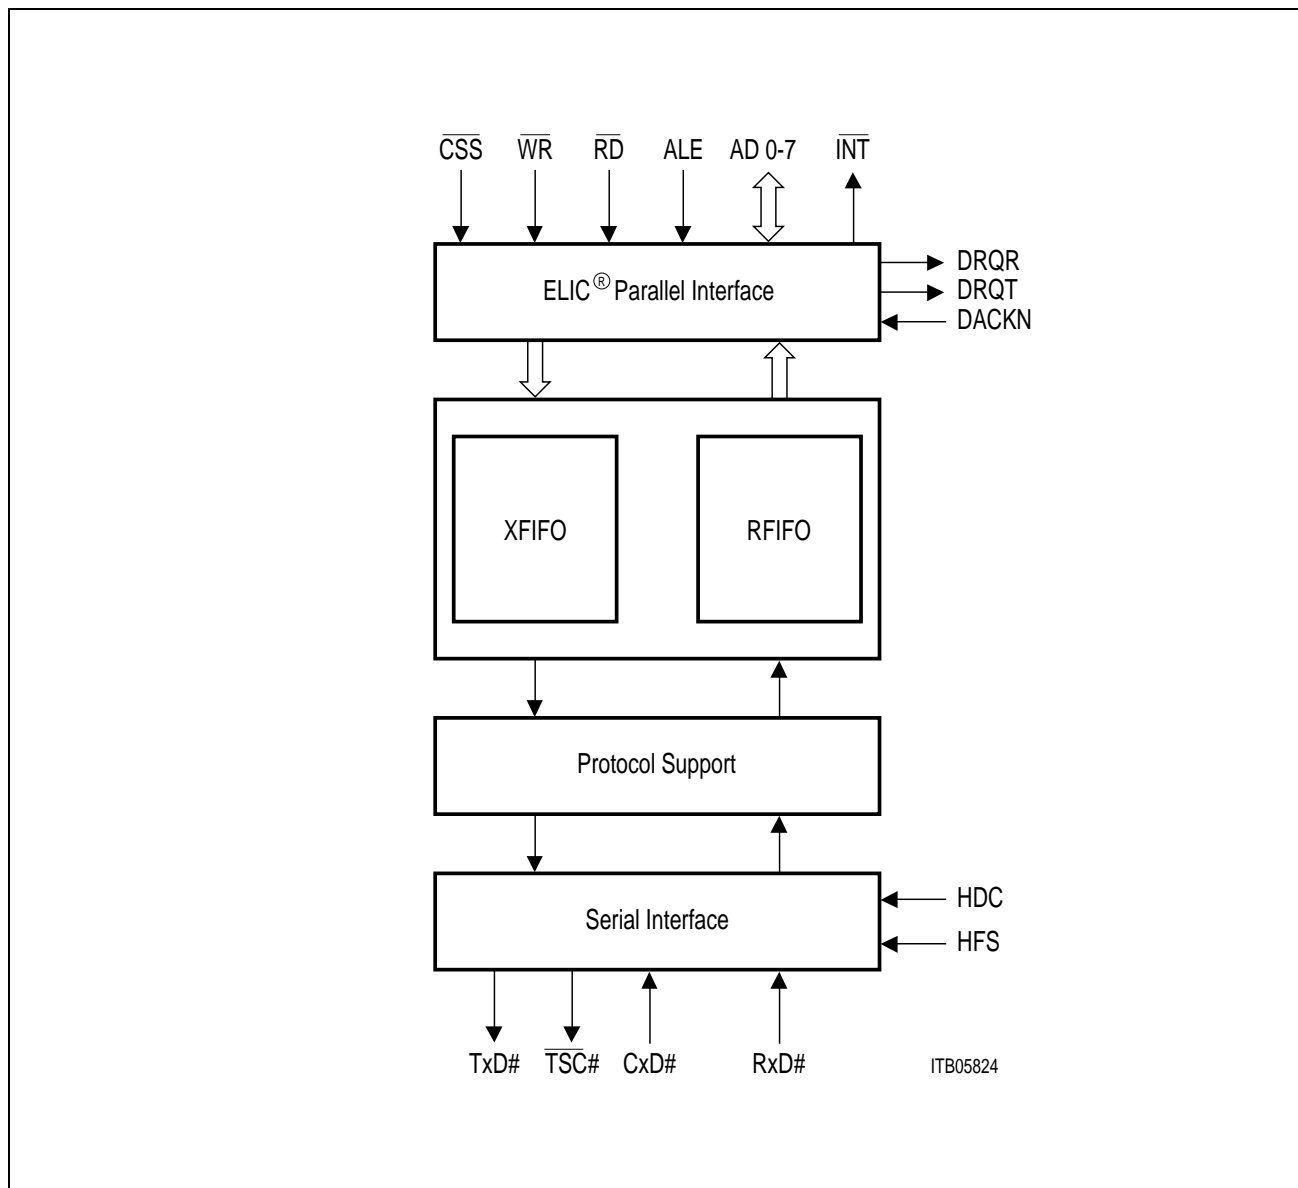 CSS WR RD ALE AD 0-7 INT
DRQR
ELIC® Parallel Interface
DRQT
DACKN
XFIFO RFIFO
Protocol Support
HDC
Serial Interface
HFS
TxD# TSC# CxD# RxD# ITB05824